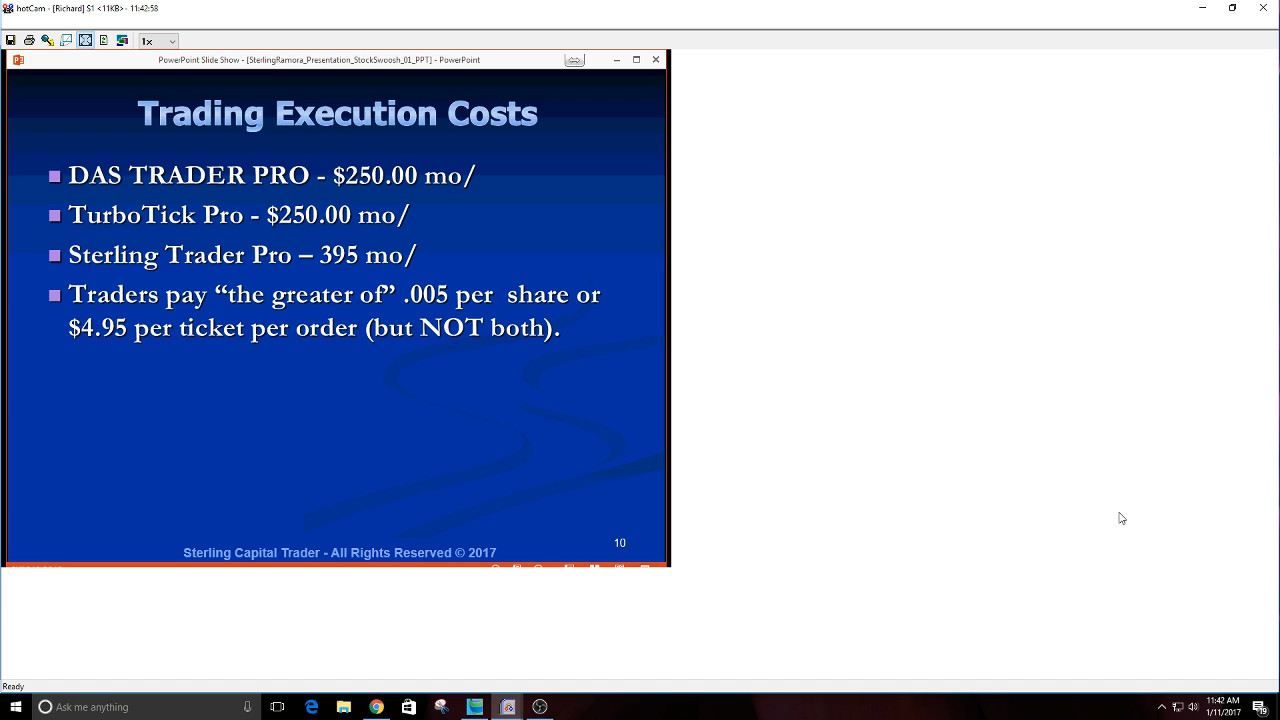 hotCam - [Richard] S1 <11KB> - 11:42:58
1x
PowerPoint Slide Show - [SterlingRamora_Presentation_StockSwoosh_01_PPT] - PowerPoint
Trading Execution Costs
DAS TRADER PRO - $250.00 mo/
TurboTick Pro - $250.00 mo/
Sterling Trader Pro – 395 mo/
Traders pay “the greater of” .005 per share or
$4.95 per ticket per order (but NOT both).
10
Sterling Capital Trader - All Rights Reserved © 2017
Ready
Ask me anything
11:42 AM
1/11/2017